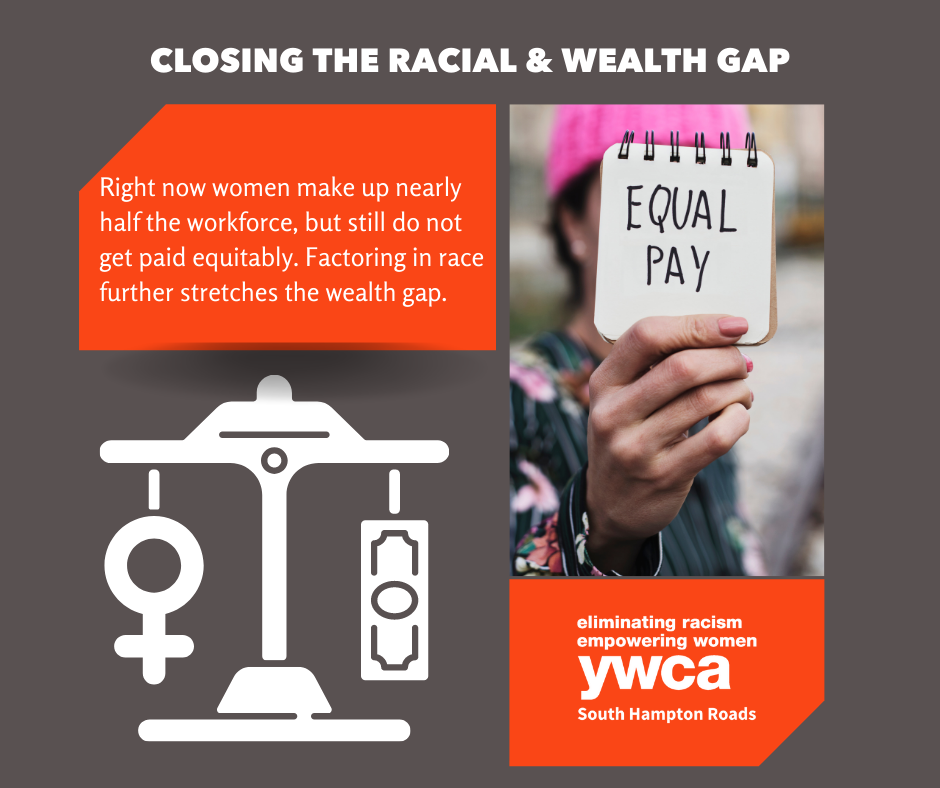 CLOSING THE RACIAL & WEALTH GAP
Right now women make up nearly
half the workforce, but still do not
get paid equitably. Factoring in race
further stretches the wealth gap.
EQUAL
PAY
eliminating racism
empowering women
ywca
South Hampton Roads